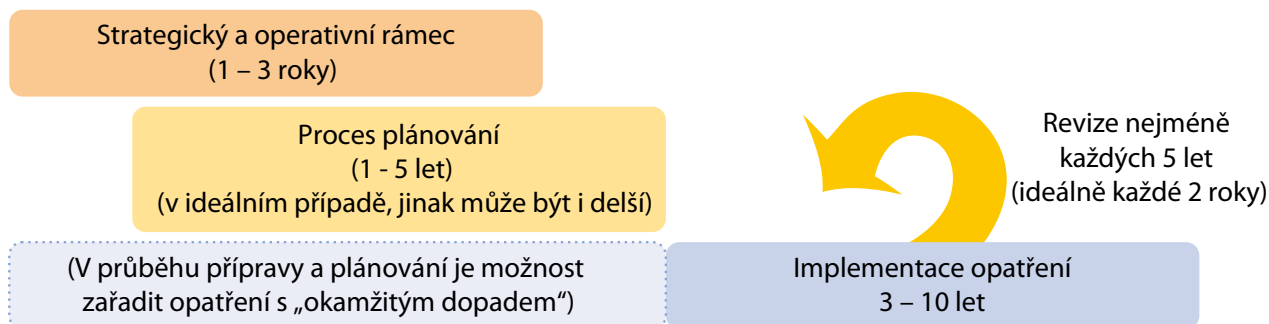 Strategický a operativní rámec
(1 – 3 roky)
Proces plánování
(1 - 5 let)
(v ideálním případě, jinak může být i delší)
Revize nejméně
každých 5 let
(ideálně každé 2 roky)
(V průběhu přípravy a plánování je možnost
zařadit opatření s „okamžitým dopadem“)
Implementace opatření
3 – 10 let